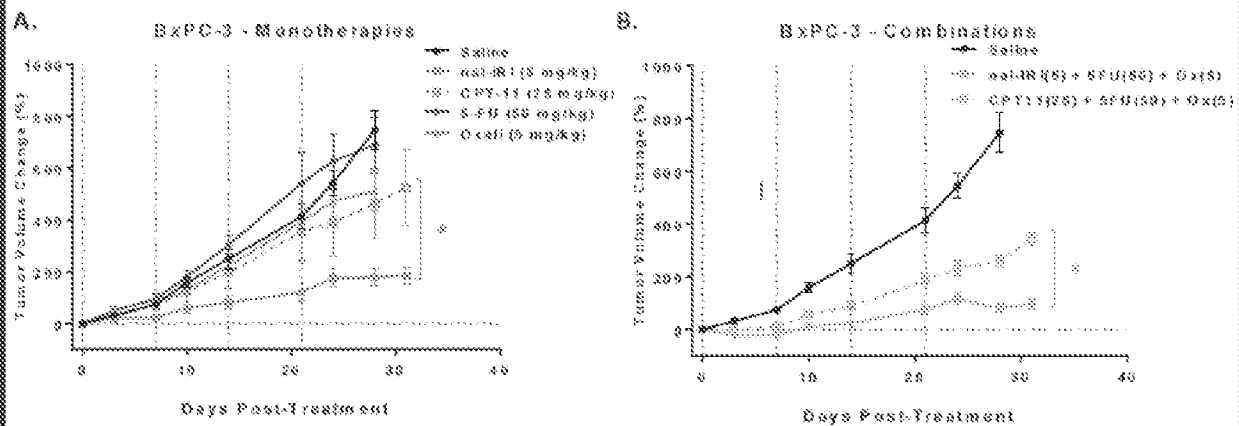 A.
BxPC-3 - Monotherapies
Saline
nal-IRI (5 mg/kg)
CPT-11 (25 mg/kg)
5-FU (50 mg/kg)
Oxali (5 mg/kg)
Tumor Volume Change (%)
1000
800
600
400
200
0
*
0 10 20 30 40
Days Post-Treatment
B.
BxPC-3 - Combinations
Saline
nal-IRI(5) + 5FU(50) + Ox(5)
CPT11(25) + 5FU(50) + Ox(5)
Tumor Volume Change (%)
1000
800
600
400
200
0
*
0 10 20 30 40
Days Post-Treatment